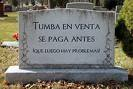 Tumba en venta
se paga antes
(que luego hay problemas)